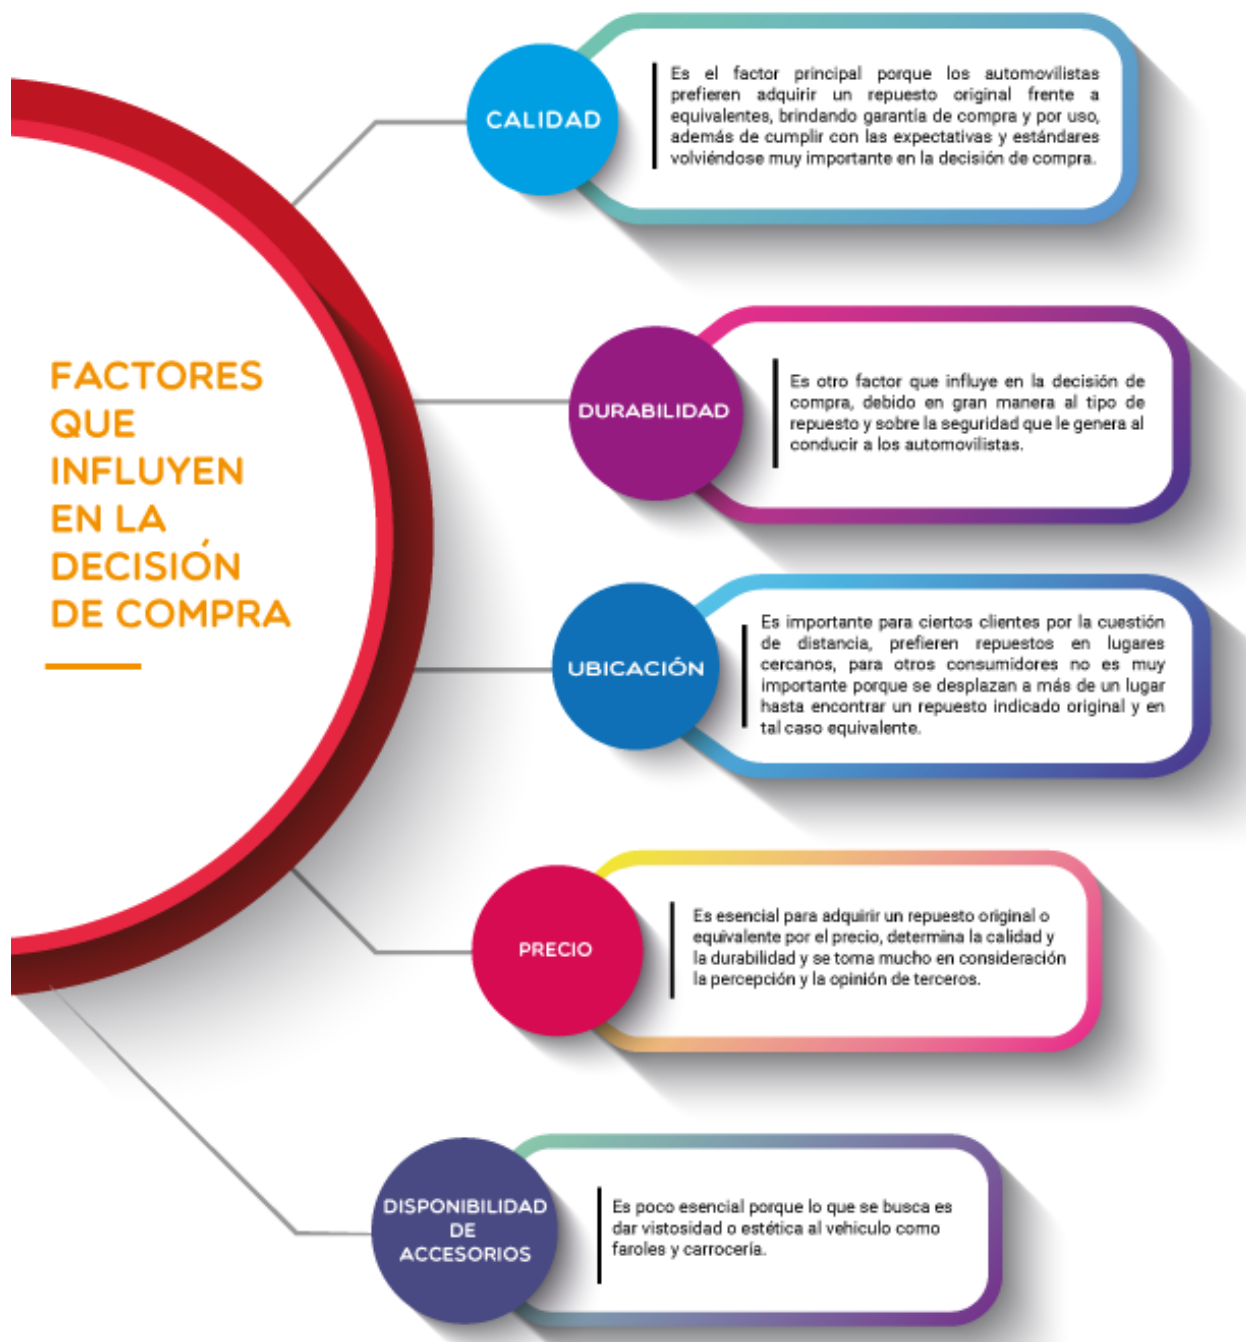 FACTORES
QUE
INFLUYEN
EN LA
DECISIÓN
DE COMPRA
CALIDAD
Es el factor principal porque los automovilistas
prefieren adquirir un repuesto original frente a
equivalentes, brindando garantía de compra y por uso,
además de cumplir con las expectativas y estándares
volviéndose muy importante en la decisión de compra.
DURABILIDAD
Es otro factor que influye en la decisión de
compra, debido en gran manera al tipo de
repuesto y sobre la seguridad que le genera al
conducir a los automovilistas.
UBICACIÓN
Es importante para ciertos clientes por la cuestión
de distancia, prefieren repuestos en lugares
cercanos, para otros consumidores no es muy
importante porque se desplazan a más de un lugar
hasta encontrar un repuesto indicado original y en
tal caso equivalente.
PRECIO
Es esencial para adquirir un repuesto original o
equivalente por el precio, determina la calidad y
la durabilidad y se toma mucho en consideración
la percepción y la opinión de terceros.
DISPONIBILIDAD
DE
ACCESORIOS
Es poco esencial porque lo que se busca es
dar vistosidad o estética al vehiculo como
faroles y carrocería.